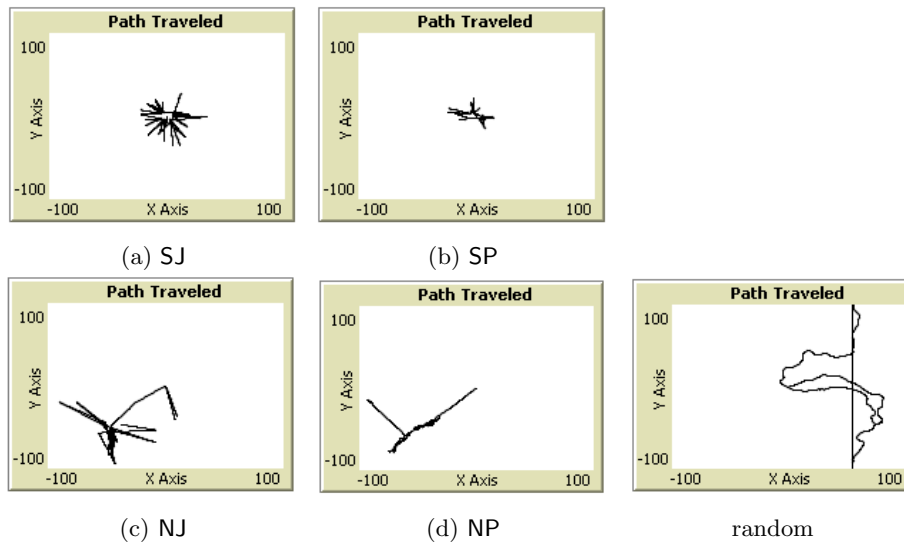 Path Traveled
100
Y Axis
-100
-100 X Axis 100
(a) SJ
Path Traveled
100
Y Axis
-100
-100 X Axis 100
(b) SP
Path Traveled
100
Y Axis
-100
-100 X Axis 100
(c) NJ
Path Traveled
100
Y Axis
-100
-100 X Axis 100
(d) NP
Path Traveled
100
Y Axis
-100
-100 X Axis 100
random